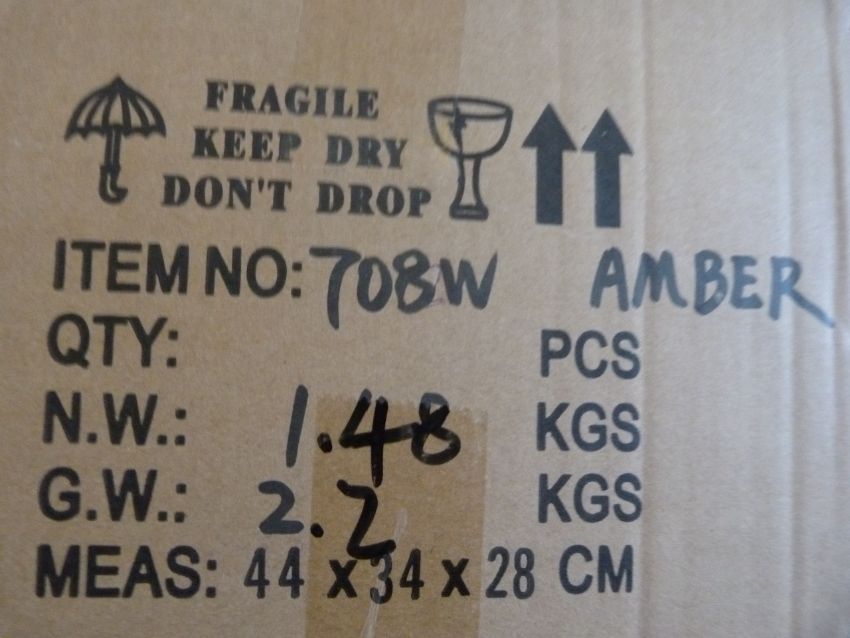 FRAGILE
KEEP DRY
DON'T DROP
ITEM NO: 708W AMBER
QTY: PCS
N.W.: 1.48 KGS
G.W.: 2.2 KGS
MEAS: 44 x 34 x 28 CM